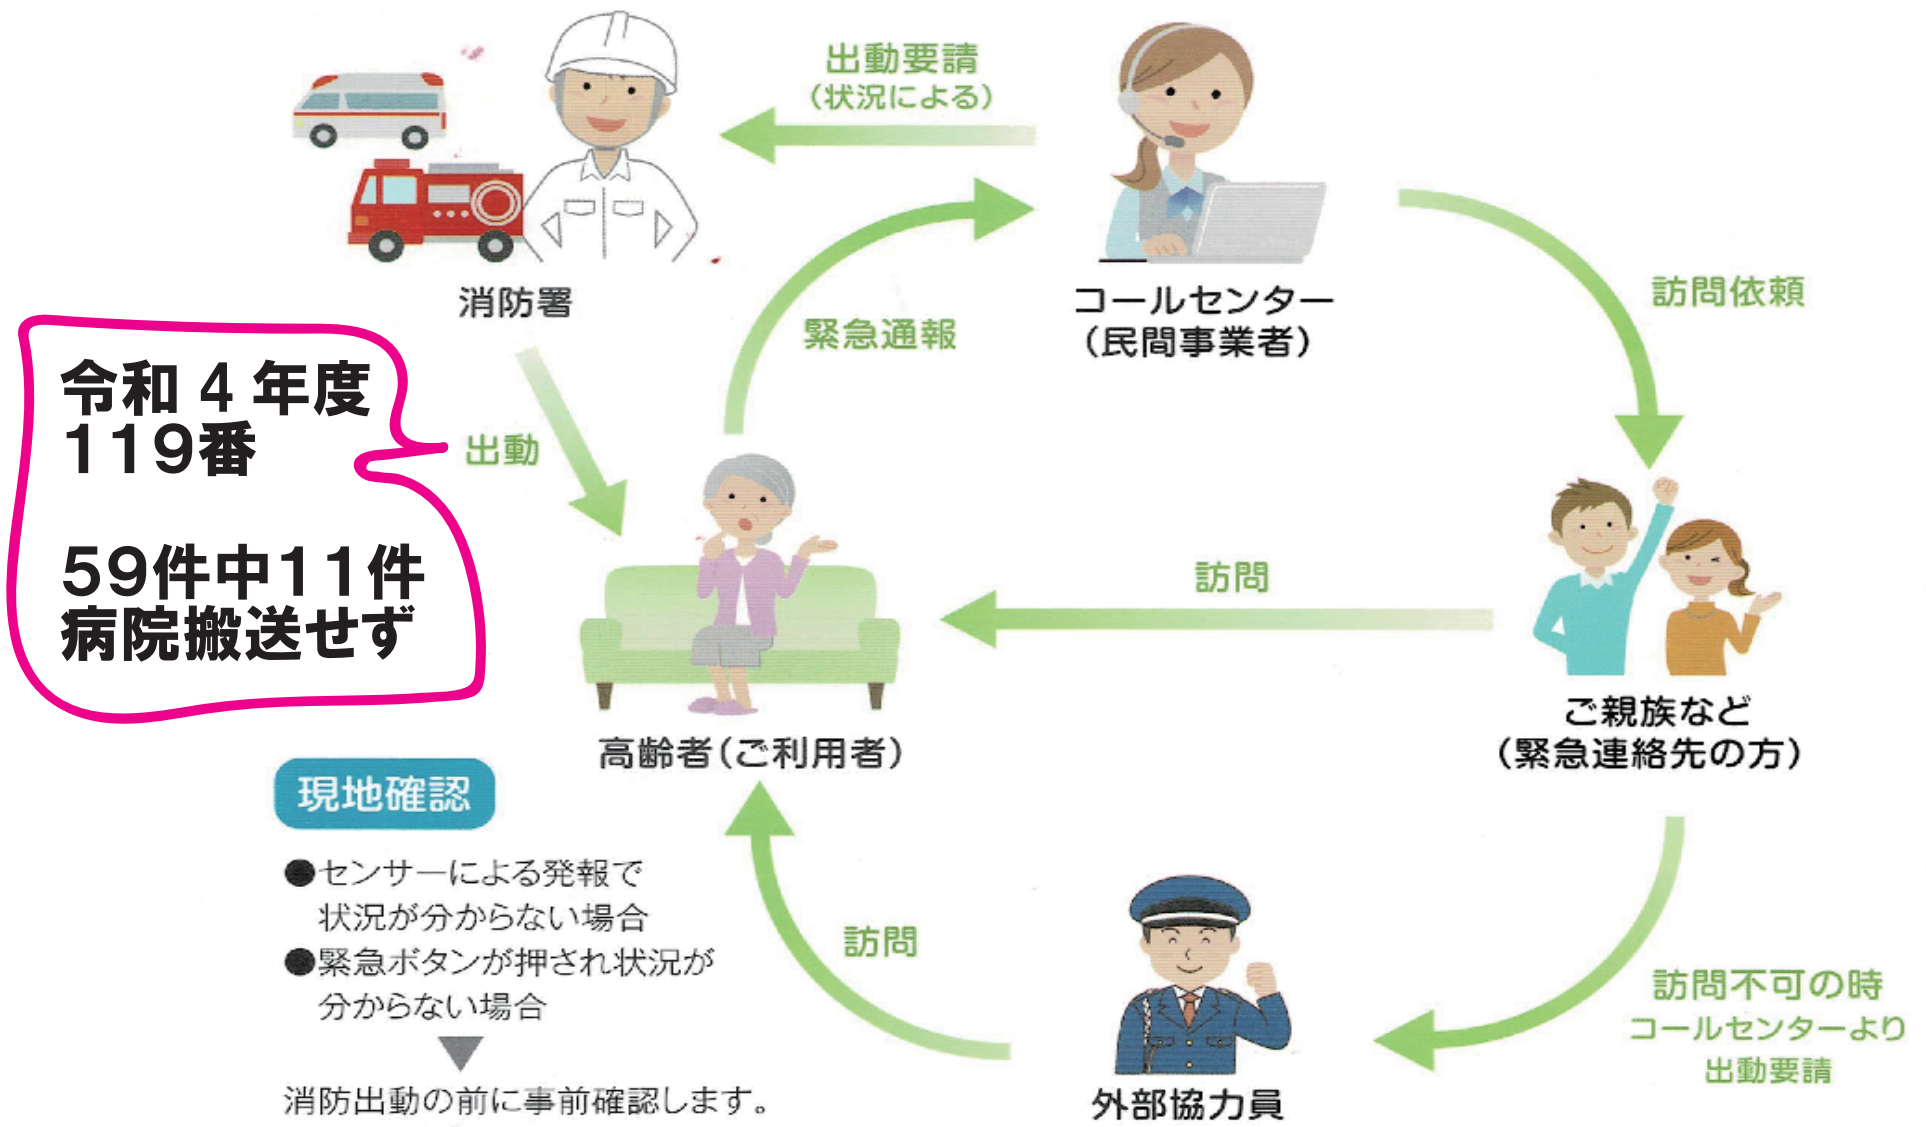 出動要請
（状況による）
消防署
コールセンター
（民間事業者）
緊急通報
訪問依頼
令和4年度
119番
59件中11件
病院搬送せず
出動
訪問
高齢者（ご利用者）
ご親族など
（緊急連絡先の方）
現地確認
●センサーによる発報で
状況が分からない場合
●緊急ボタンが押され状況が
分からない場合
▼
消防出動の前に事前確認します。
訪問
外部協力員
訪問不可の時
コールセンターより
出動要請